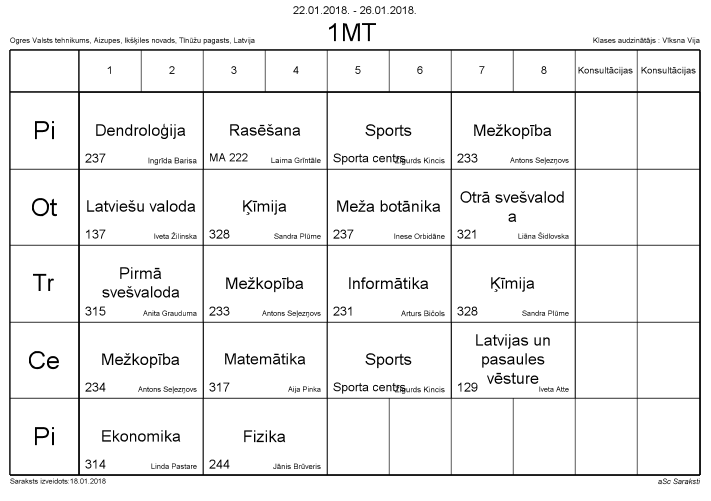 22.01.2018. - 26.01.2018.
1MT
Ogres Valsts tehnikums, Aizupes, Ikšķiles novads, Tīnūžu pagasts, Latvija
Klases audzinātājs : Vīksna Vija
1 2 3 4 5 6 7 8 Konsultācijas Konsultācijas
Pi
Dendroloģija
237 Ingrīda Barisa
Rasēšana
MA 222 Laima Grīntāle
Sports
Sporta centrs Zigurds Kincis
Mežkopība
233 Antons Seļezņovs
Ot
Latviešu valoda
137 Iveta Žilinska
Ķīmija
328 Sandra Plūme
Meža botānika
237 Inese Orbidāne
Otrā svešvalod
a
321 Liāna Šidlovska
Tr
Pirmā
svešvaloda
315 Anita Grauduma
Mežkopība
233 Antons Seļezņovs
Informātika
231 Arturs Bičols
Ķīmija
328 Sandra Plūme
Ce
Mežkopība
234 Antons Seļezņovs
Matemātika
317 Aija Pinka
Sports
Sporta centrs Zigurds Kincis
Latvijas un
pasaules
vēsture
129 Iveta Atte
Pi
Ekonomika
314 Linda Pastare
Fizika
244 Jānis Brūveris
Saraksts izveidots:18.01.2018
aSc Saraksti